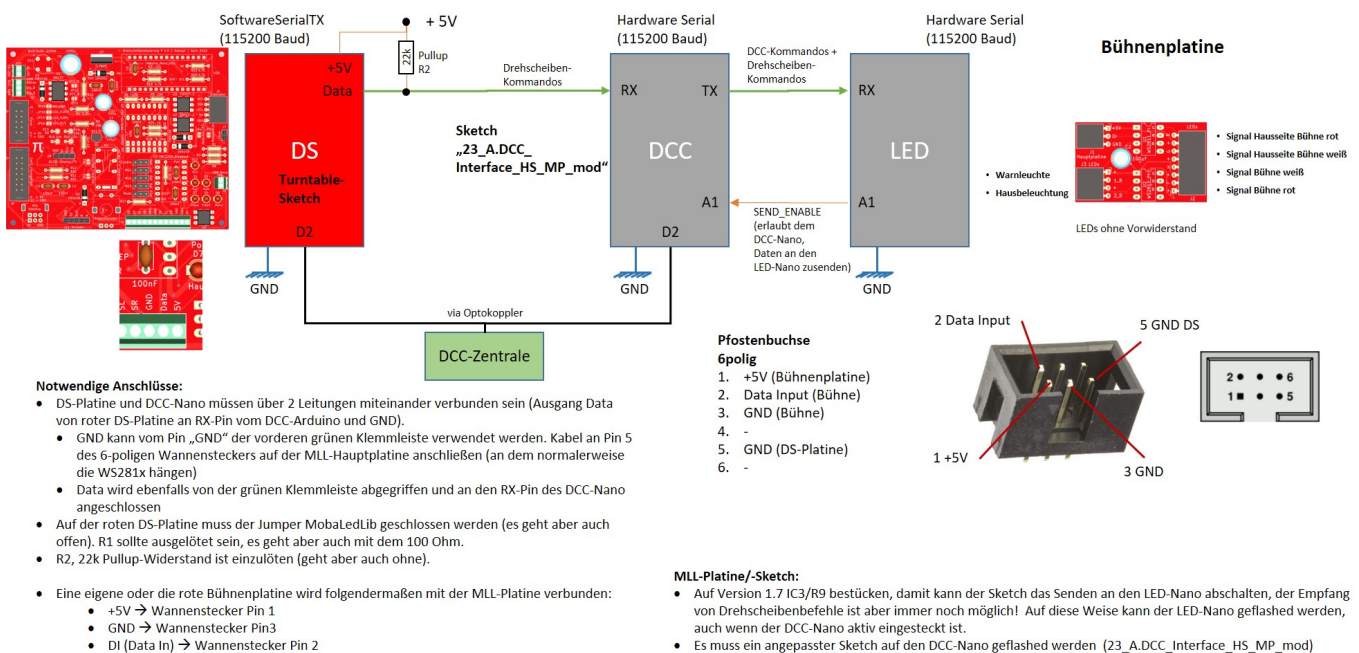 SoftwareSerialTX
(115200 Baud)
+ 5V
22k
Pullup
R2
+5V
Data
DS
Turntable-
Sketch
D2
GND
Drehscheiben-
Kommandos
Sketch
„23_A.DCC_
Interface_HS_MP_mod“
Hardware Serial
(115200 Baud)
RX
TX
DCC
A1
D2
GND
DCC-Kommandos +
Drehscheiben-
Kommandos
SEND_ENABLE
(erlaubt dem
DCC-Nano,
Daten an den
LED-Nano zusenden)
Hardware Serial
(115200 Baud)
RX
LED
A1
GND
via Optokoppler
DCC-Zentrale
Bühnenplatine
• Warnleuchte
• Hausbeleuchtung
+5V
DI
GND
J1
Hauptplatine
LEDs
• Signal Hausseite Bühne rot
• Signal Hausseite Bühne weiß
• Signal Bühne weiß
• Signal Bühne rot
LEDs ohne Vorwiderstand
π
100nF
SR
GND
Data
5V
Pfostenbuchse
6polig
1. +5V (Bühnenplatine)
2. Data Input (Bühne)
3. GND (Bühne)
4. -
5. GND (DS-Platine)
6. -
2 Data Input
5 GND DS
1 +5V
3 GND
2 6
1 5
Notwendige Anschlüsse:
• DS-Platine und DCC-Nano müssen über 2 Leitungen miteinander verbunden sein (Ausgang Data
von roter DS-Platine an RX-Pin vom DCC-Arduino und GND).
• GND kann vom Pin „GND“ der vorderen grünen Klemmleiste verwendet werden. Kabel an Pin 5
des 6-poligen Wannensteckers auf der MLL-Hauptplatine anschließen (an dem normalerweise
die WS281x hängen)
• Data wird ebenfalls von der grünen Klemmleiste abgegriffen und an den RX-Pin des DCC-Nano
angeschlossen
• Auf der roten DS-Platine muss der Jumper MobaLedLib geschlossen werden (es geht aber auch
offen). R1 sollte ausgelötet sein, es geht aber auch mit dem 100 Ohm.
• R2, 22k Pullup-Widerstand ist einzulöten (geht aber auch ohne).
• Eine eigene oder die rote Bühnenplatine wird folgendermaßen mit der MLL-Platine verbunden:
• +5V → Wannenstecker Pin 1
• GND → Wannenstecker Pin3
• DI (Data In) → Wannenstecker Pin 2
MLL-Platine/-Sketch:
• Auf Version 1.7 IC3/R9 bestücken, damit kann der Sketch das Senden an den LED-Nano abschalten, der Empfang
von Drehscheibenbefehle ist aber immer noch möglich! Auf diese Weise kann der LED-Nano geflashed werden,
auch wenn der DCC-Nano aktiv eingesteckt ist.
• Es muss ein angepasster Sketch auf den DCC-Nano geflashed werden (23_A.DCC_Interface_HS_MP_mod)